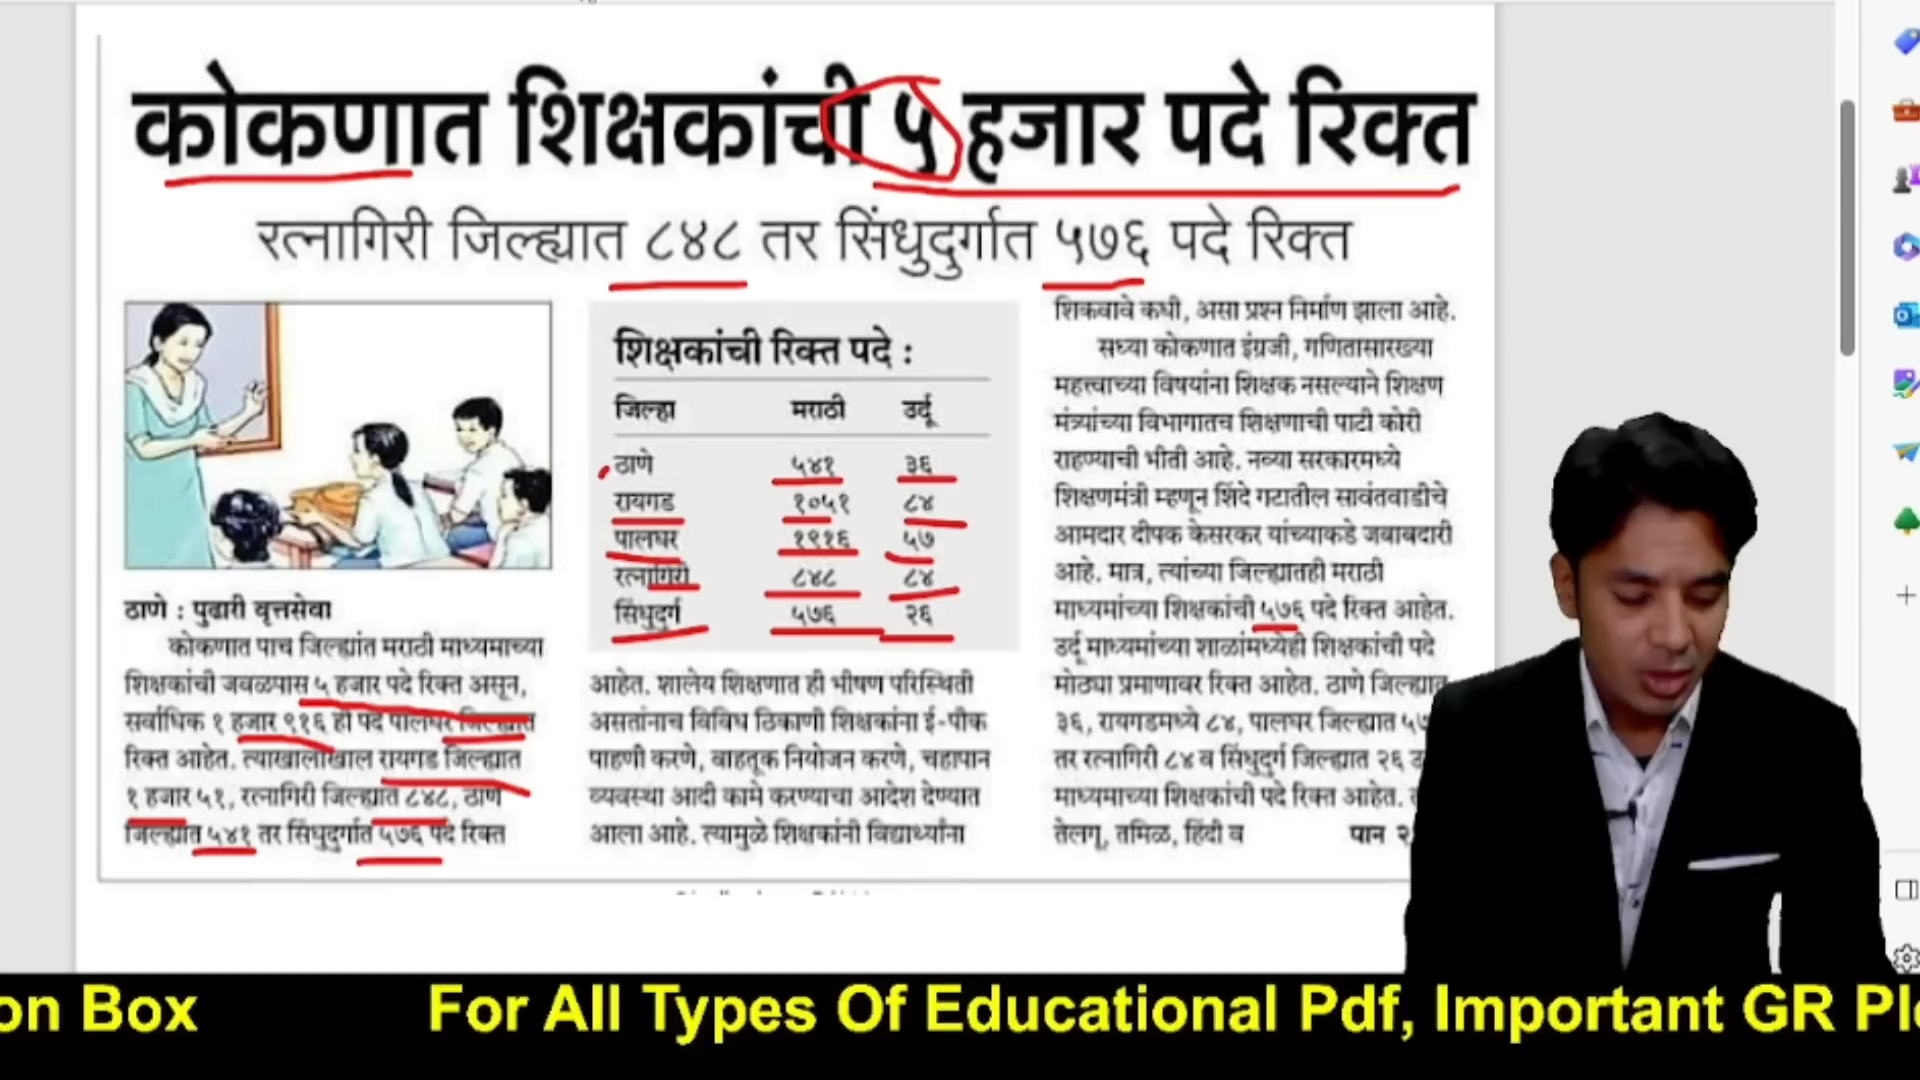 कोकणात शिक्षकांची ५ हजार पदे रिक्त
रत्नागिरी जिल्ह्यात ८४८ तर सिंधुदुर्गात ५७६ पदे रिक्त
ठाणे : पुढारी वृत्तसेवा
कोकणात पाच जिल्ह्यांत मराठी माध्यमाच्या
शिक्षकांची जवळपास ५ हजार पदे रिक्त असून,
सर्वाधिक १ हजार ९१६ ही पदे पालघर जिल्ह्यात
रिक्त आहेत. त्याखालोखाल रायगड जिल्ह्यात
१ हजार ५१, रत्नागिरी जिल्ह्यात ८४८, ठाणे
जिल्ह्यात ५४१ तर सिंधुदुर्गात ५७६ पदे रिक्त
शिक्षकांची रिक्त पदे :
जिल्हा मराठी उर्दू
ठाणे ५४१ ३६
रायगड १०५१ ८४
पालघर १९१६ ५७
रत्नागिरी ८४८ ८४
सिंधुदुर्ग ५७६ २६
आहेत. शालेय शिक्षणात ही भीषण परिस्थिती
असतांनाच विविध ठिकाणी शिक्षकांना ई-पीक
पाहणी करणे, वाहतूक नियोजन करणे, चहापान
व्यवस्था आदी कामे करण्याचा आदेश देण्यात
आला आहे. त्यामुळे शिक्षकांनी विद्यार्थ्यांना
शिकवावे कधी, असा प्रश्न निर्माण झाला आहे.
सध्या कोकणात इंग्रजी, गणितासारख्या
महत्त्वाच्या विषयांना शिक्षक नसल्याने शिक्षण
मंत्र्यांच्या विभागातच शिक्षणाची पाटी कोरी
राहण्याची भीती आहे. नव्या सरकारमध्ये
शिक्षणमंत्री म्हणून शिंदे गटातील सावंतवाडीचे
आमदार दीपक केसरकर यांच्याकडे जबाबदारी
आहे. मात्र, त्यांच्या जिल्ह्यातही मराठी
माध्यमांच्या शिक्षकांची ५७६ पदे रिक्त आहेत.
उर्दू माध्यमांच्या शाळांमध्येही शिक्षकांची पदे
मोठ्या प्रमाणावर रिक्त आहेत. ठाणे जिल्ह्यात
३६, रायगडमध्ये ८४, पालघर जिल्ह्यात ५७
तर रत्नागिरी ८४ व सिंधुदुर्ग जिल्ह्यात २६
माध्यमाच्या शिक्षकांची पदे रिक्त आहेत.
तेलगू, तमिळ, हिंदी व पान २
on Box For All Types Of Educational Pdf, Important GR Ple